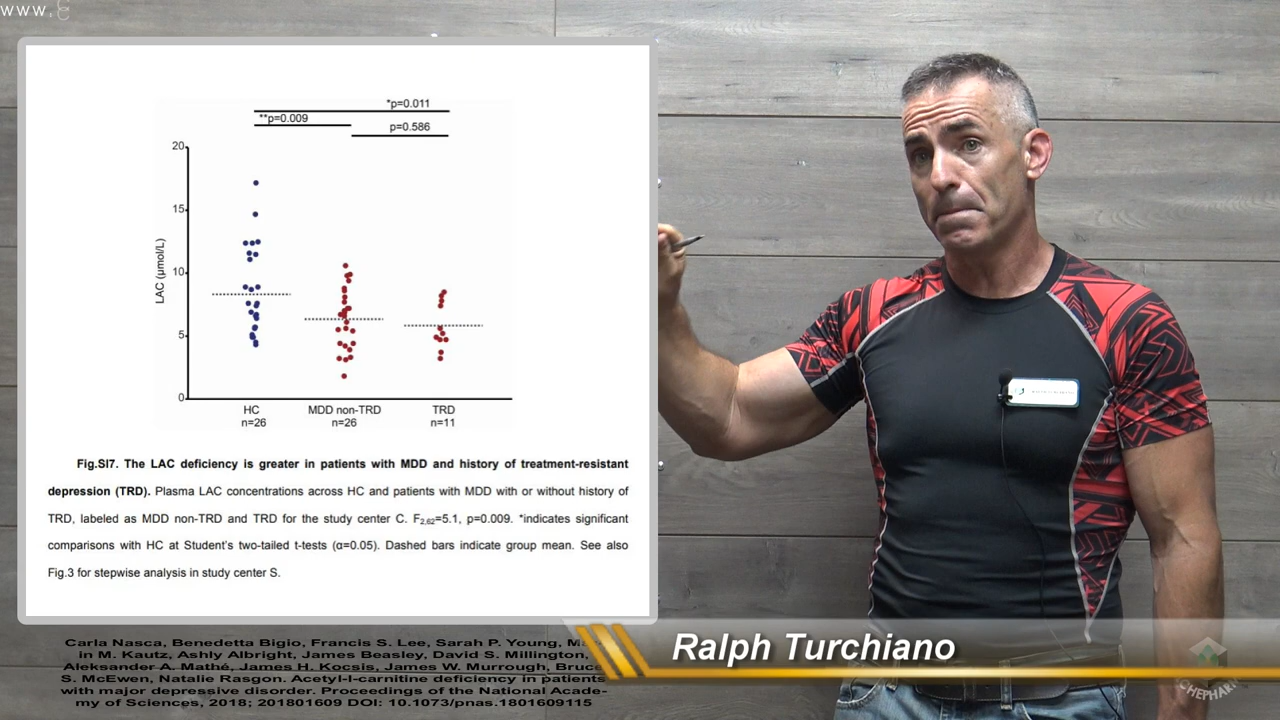 www.
*p=0.011
**p=0.009
p=0.586
20
15
10
5
0
LAC (µmol/L)
HC MDD non-TRD TRD
n=26 n=26 n=11
Fig.SI7. The LAC deficiency is greater in patients with MDD and history of treatment-resistant
depression (TRD). Plasma LAC concentrations across HC and patients with MDD with or without history of
TRD, labeled as MDD non-TRD and TRD for the study center C. F2,62=5.1, p=0.009. *indicates significant
comparisons with HC at Student's two-tailed t-tests (α=0.05). Dashed bars indicate group mean. See also
Fig.3 for stepwise analysis in study center S.
Carla Nasca, Benedetta Bigio, Francis S. Lee, Sarah P. Young,
in M. Kautz, Ashly Albright, James Beasley, David S. Millington,
Aleksander A. Mathé, James H. Kocsis, James W. Murrough, Bruce
S. McEwen, Natalie Rasgon. Acetyl-l-carnitine deficiency in patients
with major depressive disorder. Proceedings of the National Acade-
my of Sciences, 2018; 201801609 DOI: 10.1073/pnas.1801609115
Ralph Turchiano